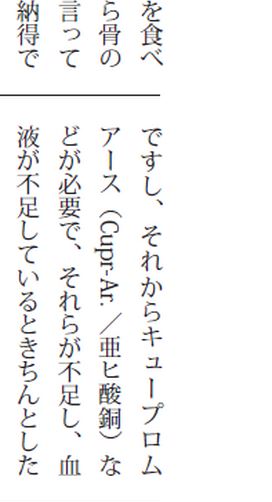 を食べ
ら骨の
言って
納得で
ですし、それからキュープロム
アース（Cupr-Ar.／亜ヒ酸銅）な
どが必要で、それらが不足し、血
液が不足しているときちんとした